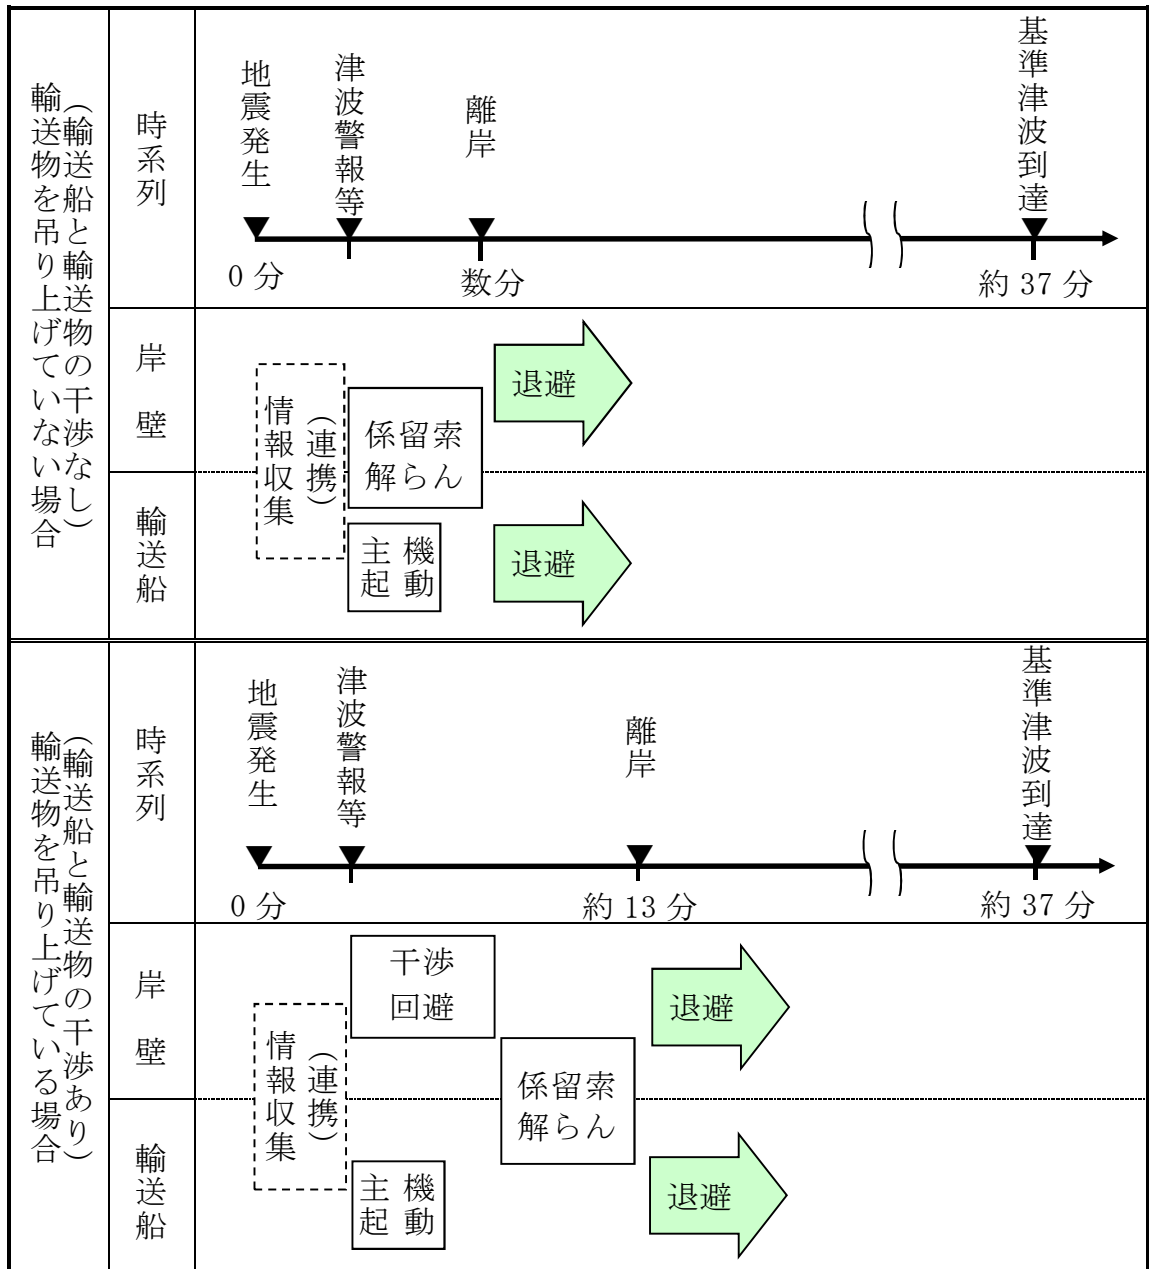 輸送物を吊り上げていない場合
（輸送船と輸送物の干渉なし）
時系列
地震発生
津波警報等
離岸
基準津波到達
0 分
数分
約 37 分
岸壁
輸送船
情報収集
（連携）
係留索
解らん
主機
起動
退避
退避
輸送物を吊り上げている場合
（輸送船と輸送物の干渉あり）
時系列
地震発生
津波警報等
離岸
基準津波到達
0 分
約 13 分
約 37 分
岸壁
輸送船
情報収集
（連携）
干渉
回避
係留索
解らん
主機
起動
退避
退避